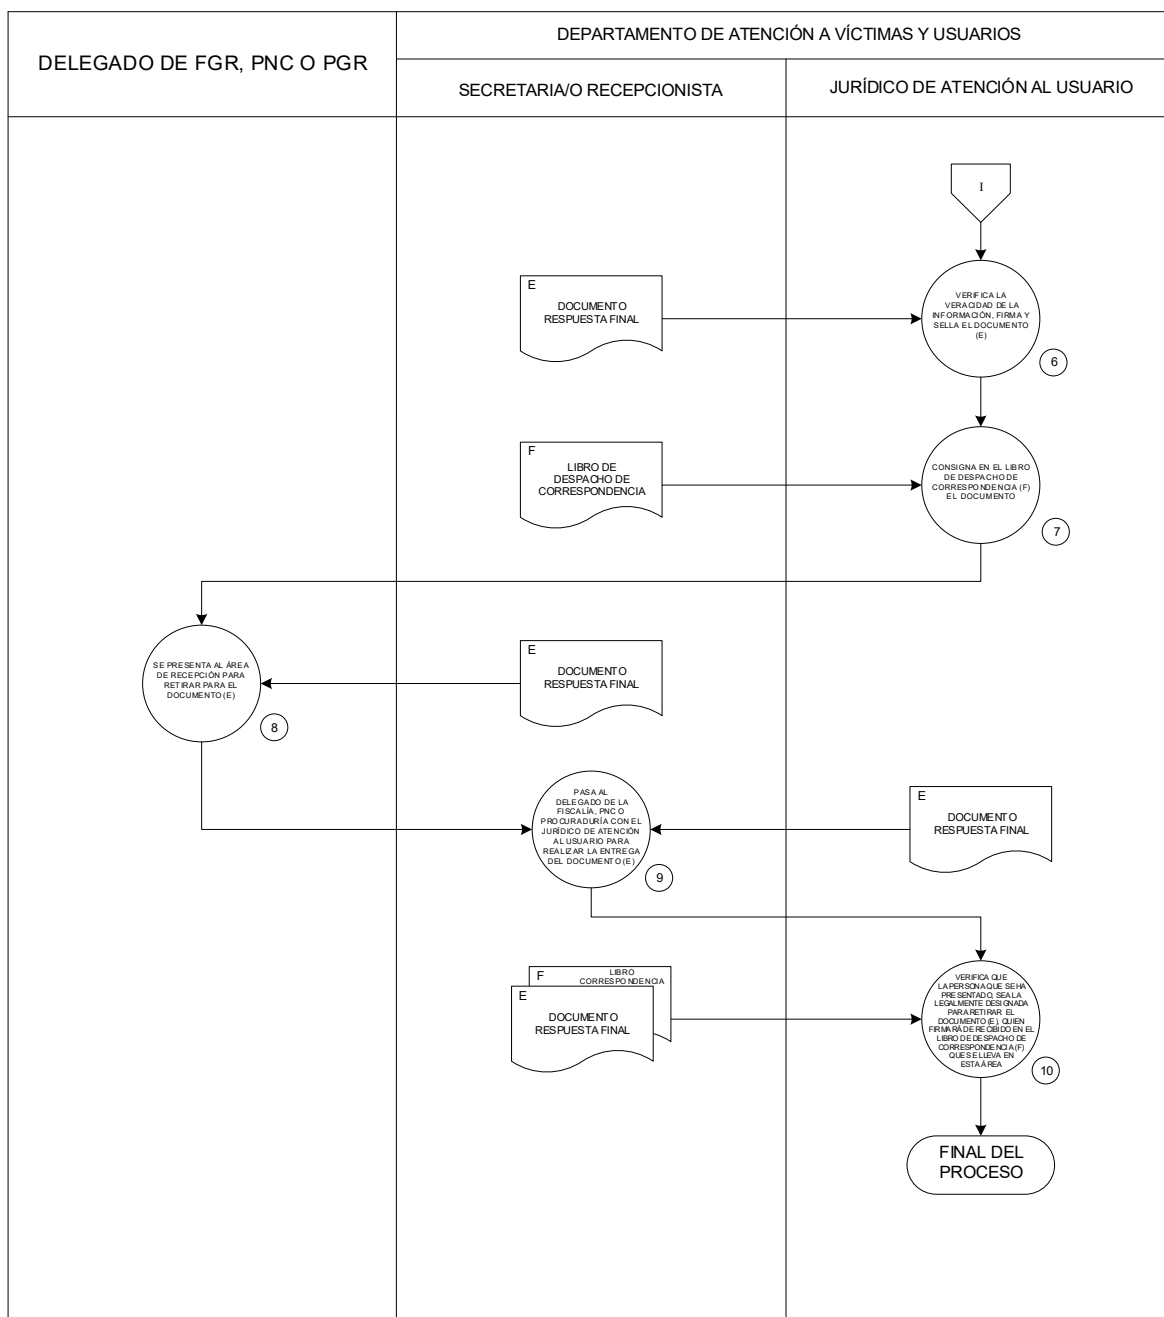 DELEGADO DE FGR, PNC O PGR
DEPARTAMENTO DE ATENCIÓN A VÍCTIMAS Y USUARIOS
SECRETARIA/O RECEPCIONISTA
JURÍDICO DE ATENCIÓN AL USUARIO
I
E
DOCUMENTO
RESPUESTA FINAL
VERIFICA LA
VERACIDAD DE LA
INFORMACIÓN, FIRMA Y
SELLA EL DOCUMENTO
(E)
6
F
LIBRO DE
DESPACHO DE
CORRESPONDENCIA
CONSIGNA EN EL LIBRO
DE DESPACHO DE
CORRESPONDENCIA (F)
EL DOCUMENTO
7
SE PRESENTA AL ÁREA
DE RECEPCIÓN PARA
RETIRAR PARA EL
DOCUMENTO (E)
8
E
DOCUMENTO
RESPUESTA FINAL
PASA AL
DELEGADO DE LA
FISCALÍA, PNC O
PROCURADURÍA CON EL
JURÍDICO DE ATENCIÓN
AL USUARIO PARA
REALIZAR LA ENTREGA
DEL DOCUMENTO (E)
9
E
DOCUMENTO
RESPUESTA FINAL
F
LIBRO
CORRESPONDENCIA
E
DOCUMENTO
RESPUESTA FINAL
VERIFICA QUE
LA PERSONA QUE SE HA
PRESENTADO, SEA LA
LEGALMENTE DESIGNADA
PARA RETIRAR EL
DOCUMENTO (E), QUIEN
FIRMARÁ DE RECIBIDO EN EL
LIBRO DE DESPACHO DE
CORRESPONDENCIA (F)
QUE SE LLEVA EN
ESTA ÁREA
10
FINAL DEL
PROCESO